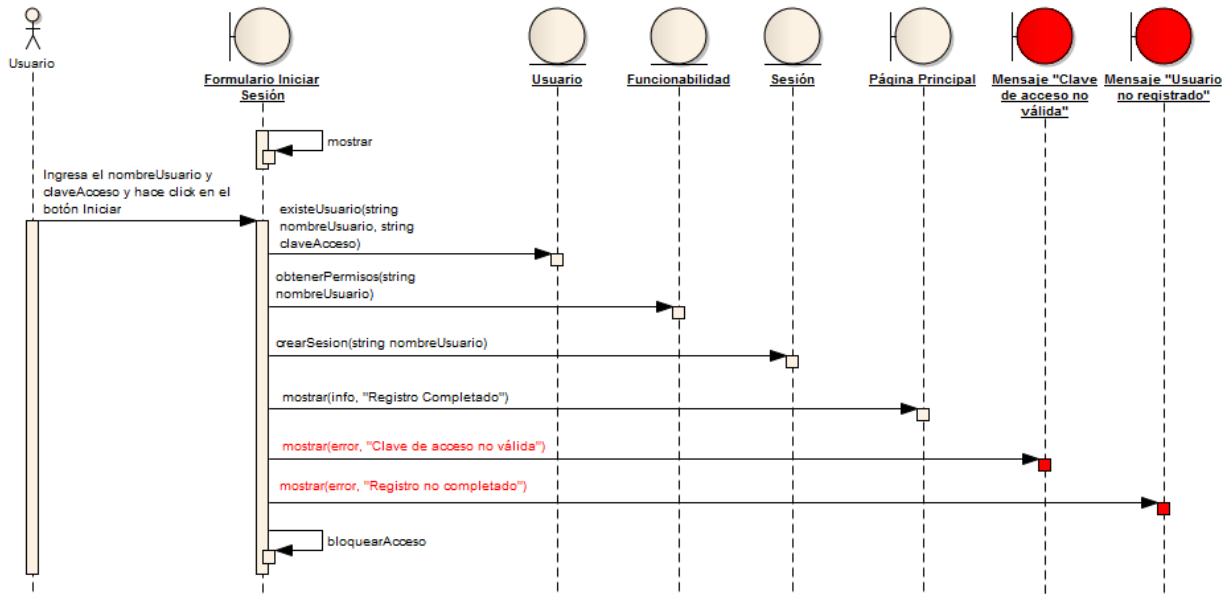 Usuario
Formulario Iniciar
Sesión
Usuario
Funcionabilidad
Sesión
Página Principal
Mensaje "Clave
de acceso no
válida"
Mensaje "Usuario
no registrado"
mostrar
Ingresa el nombreUsuario y
claveAcceso y hace click en el
botón Iniciar
existeUsuario(string
nombreUsuario, string
claveAcceso)
obtenerPermisos(string
nombreUsuario)
crearSesion(string nombreUsuario)
mostrar(info, "Registro Completado")
mostrar(error, "Clave de acceso no válida")
mostrar(error, "Registro no completado")
bloquearAcceso